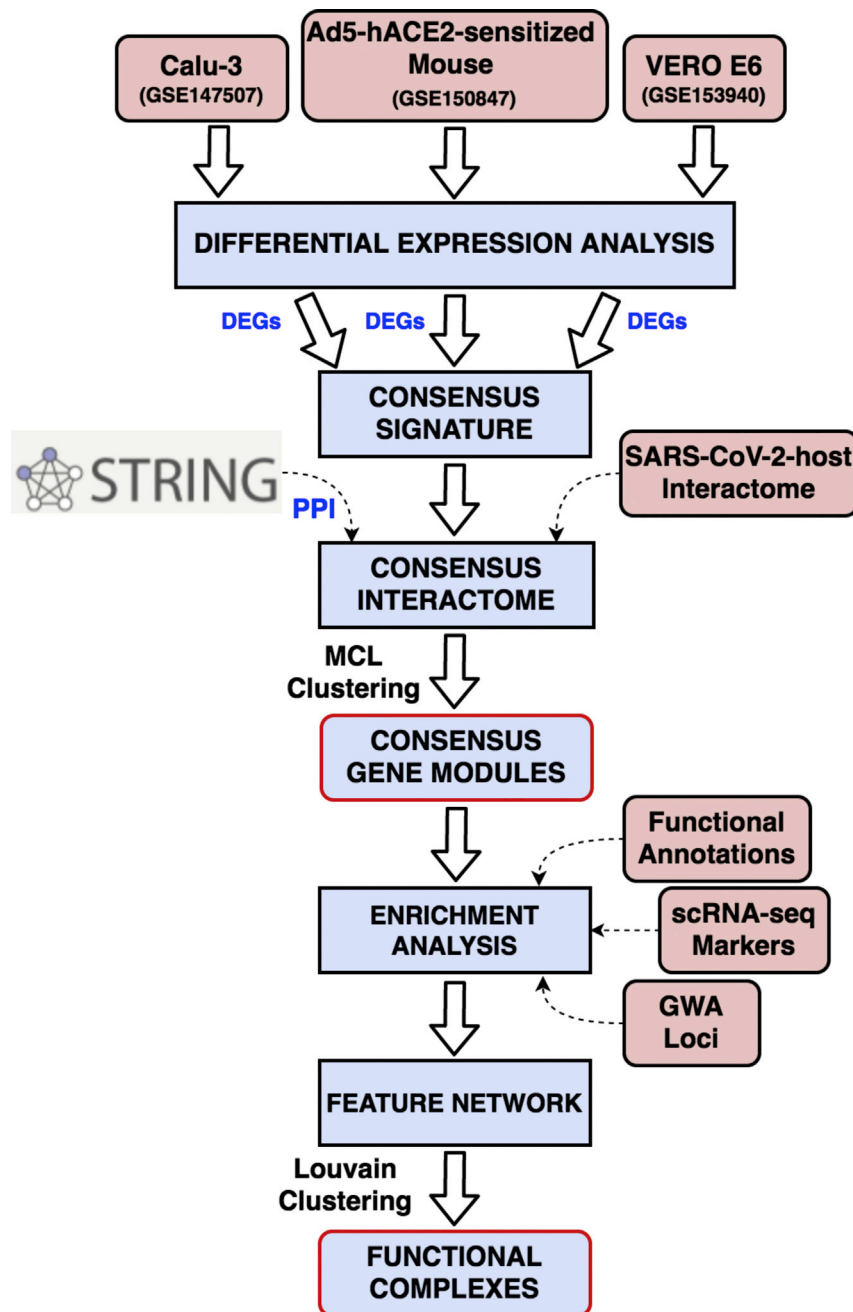 Calu-3
(GSE147507)
Ad5-hACE2-sensitized
Mouse
(GSE150847)
VERO E6
(GSE153940)
DIFFERENTIAL EXPRESSION ANALYSIS
DEGs
DEGs
DEGs
CONSENSUS
SIGNATURE
STRING
PPI
SARS-CoV-2-host
Interactome
CONSENSUS
INTERACTOME
MCL
Clustering
CONSENSUS
GENE MODULES
Functional
Annotations
ENRICHMENT
ANALYSIS
scRNA-seq
Markers
GWA
Loci
FEATURE NETWORK
Louvain
Clustering
FUNCTIONAL
COMPLEXES